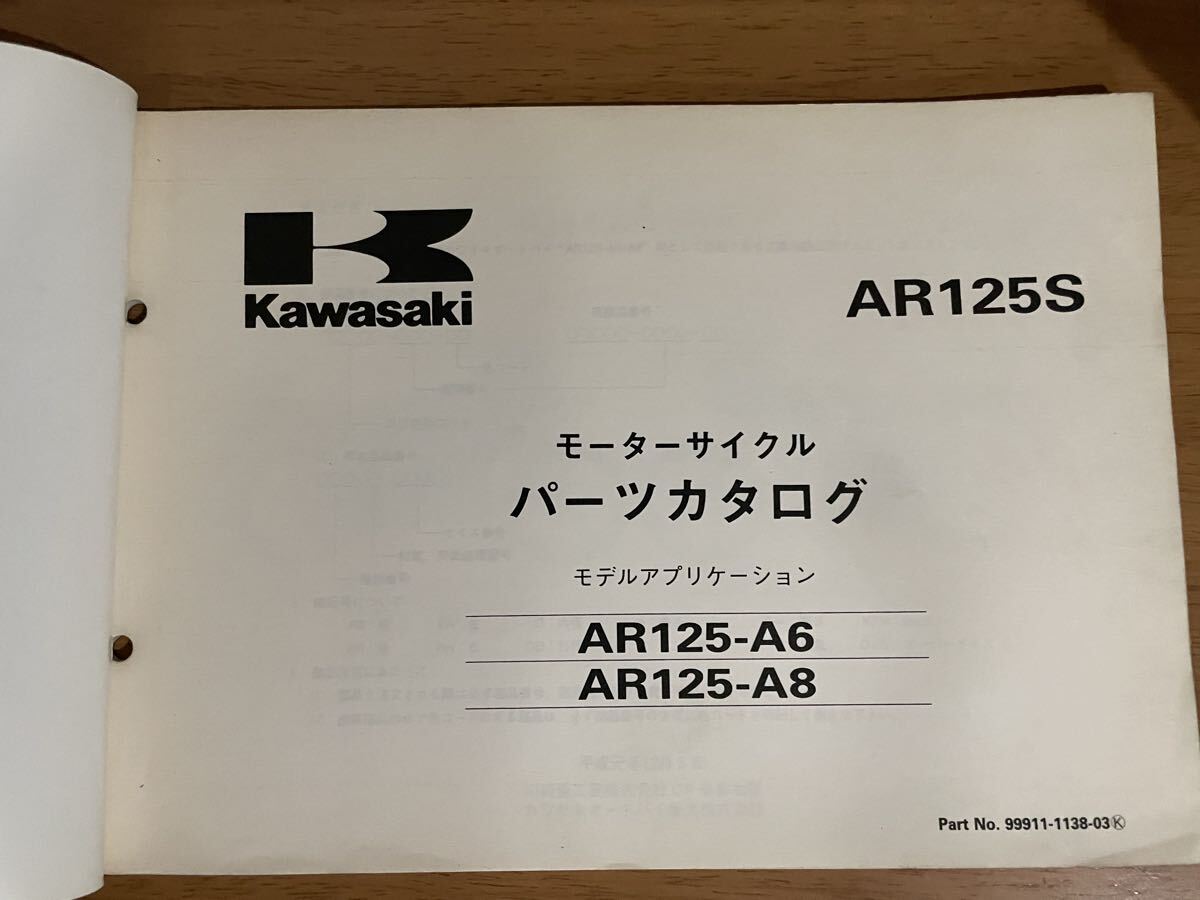 Kawasaki
AR125S
モーターサイクル
パーツカタログ
モデルアプリケーション
AR125-A6
AR125-A8
Part No. 99911-1138-03Ⓚ